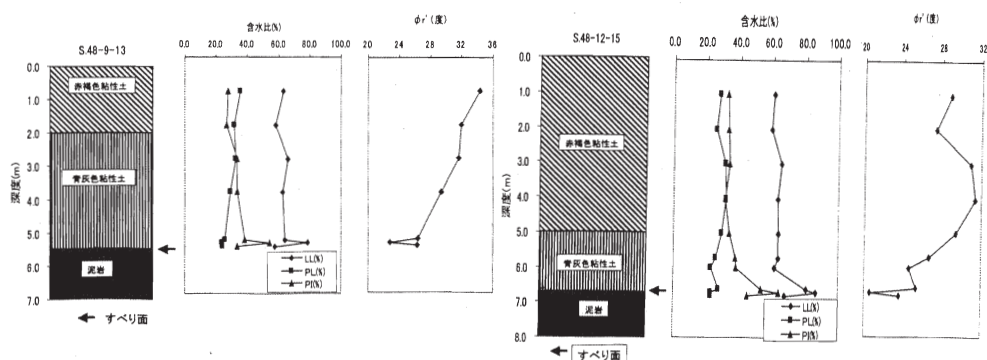 S.48-9-13
含水比(%)
0.0 20.0 40.0 60.0 80.0 100.0
φr'(度)
20 24 28 32 36
深度(m)
0.0
1.0
2.0
3.0
4.0
5.0
6.0
7.0
赤褐色粘性土
青灰色粘性土
泥岩
LL(%)
PL(%)
PI(%)
← すべり面
S.48-12-15
含水比(%)
0.0 20.0 40.0 60.0 80.0 100.0
φr'(度)
20 24 28 32
深度(m)
0.0
1.0
2.0
3.0
4.0
5.0
6.0
7.0
8.0
赤褐色粘性土
青灰色粘性土
泥岩
LL(%)
PL(%)
PI(%)
← すべり面